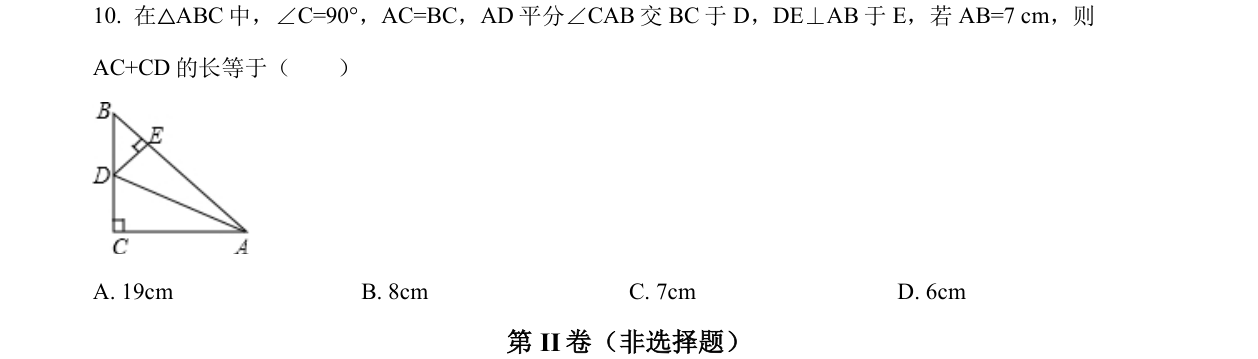 10. 在△ABC 中，∠C=90°，AC=BC，AD 平分∠CAB 交 BC 于 D，DE⊥AB 于 E，若 AB=7 cm，则
AC+CD 的长等于（　　）
B
E
D
C
A
A. 19cm B. 8cm C. 7cm D. 6cm
第 II 卷（非选择题）